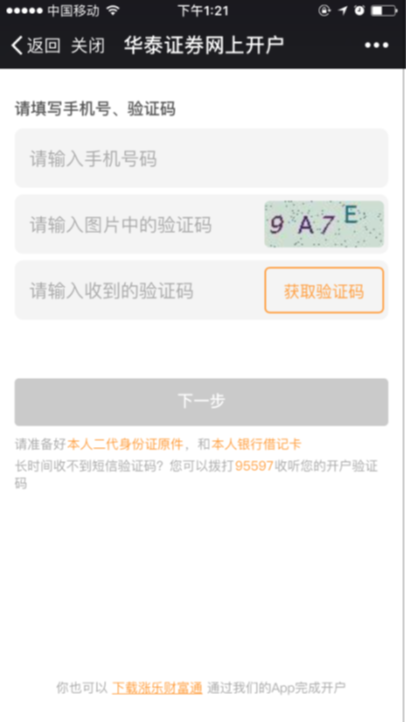 中国移动 下午1:21
返回 关闭 华泰证券网上开户
请填写手机号、验证码
请输入手机号码
请输入图片中的验证码 9A7E
请输入收到的验证码 获取验证码
下一步
请准备好本人二代身份证原件，和本人银行借记卡
长时间收不到短信验证码？您可以拨打95597收听您的开户验证
码
你也可以 下载涨乐财富通 通过我们的App完成开户